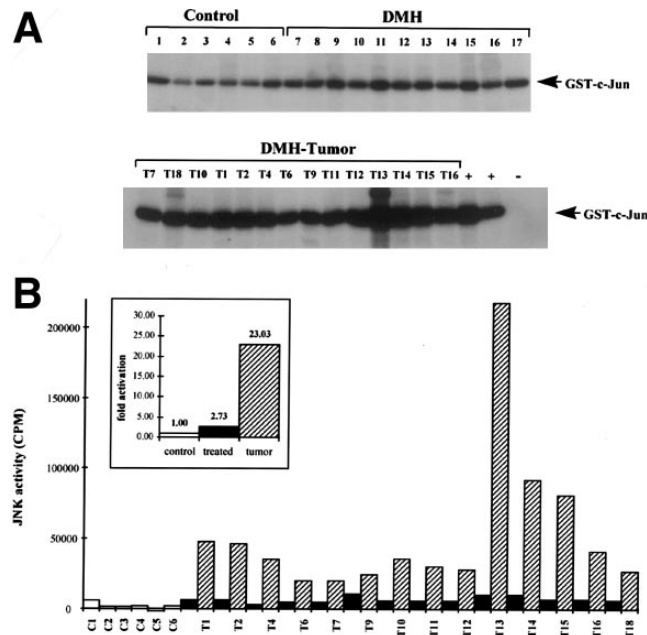 A
Control DMH
1 2 3 4 5 6 7 8 9 10 11 12 13 14 15 16 17
GST-c-Jun
DMH-Tumor
T7 T18 T10 T1 T2 T4 T6 T9 T11 T12 T13 T14 T15 T16 + + -
GST-c-Jun
B
JNK activity (CPM)
200000
150000
100000
50000
0
fold activation
30.00
25.00
20.00
15.00
10.00
5.00
0.00
1.00 2.73 23.03
control treated tumor
C1 C2 C3 C4 C5 C6 T1 T2 T4 T6 T7 T9 T10 T11 T12 T13 T14 T15 T16 T18